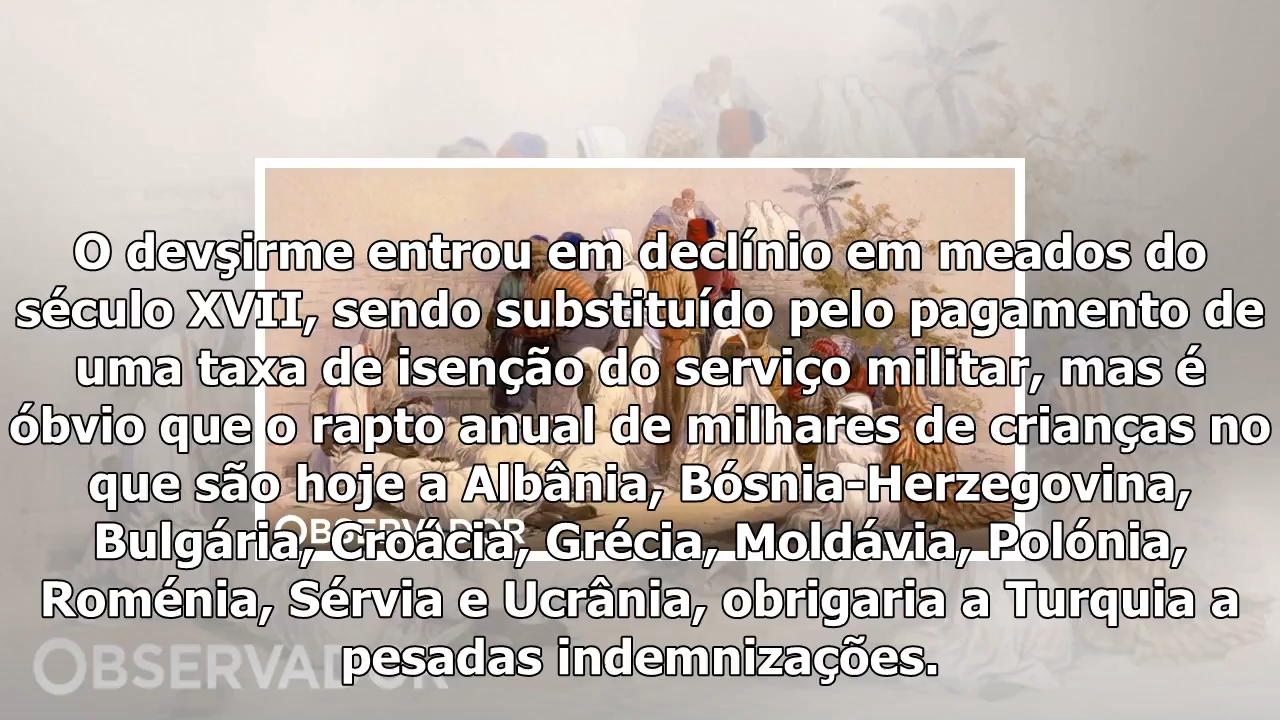 O devşirme entrou em declínio em meados do
século XVII, sendo substituído pelo pagamento de
uma taxa de isenção do serviço militar, mas é
óbvio que o rapto anual de milhares de crianças no
que são hoje a Albânia, Bósnia-Herzegovina,
Bulgária, Croácia, Grécia, Moldávia, Polónia,
Roménia, Sérvia e Ucrânia, obrigaria a Turquia a
pesadas indemnizações.
OBSERVADOR
OBSERVADOR